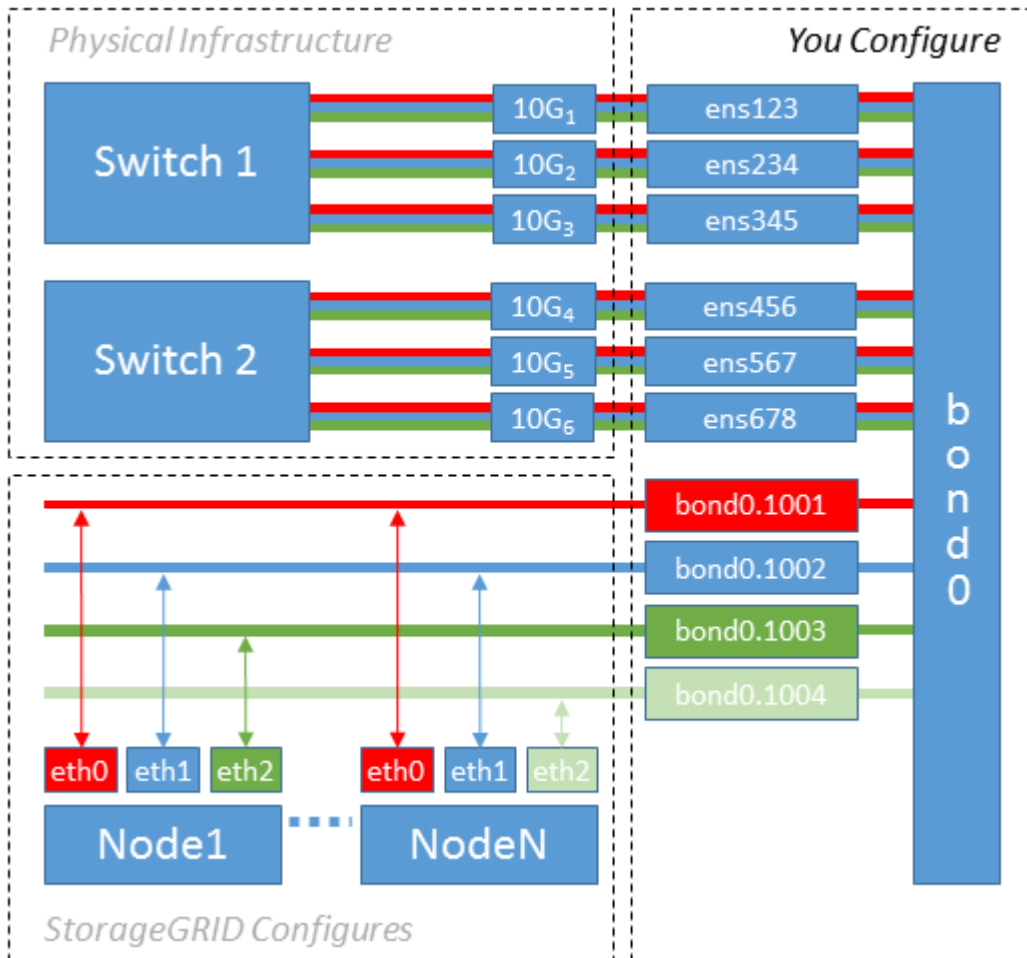 Physical Infrastructure
You Configure
Switch 1
10G₁
ens123
10G₂
ens234
10G₃
ens345
Switch 2
10G₄
ens456
10G₅
ens567
10G₆
ens678
bond0
bond0.1001
bond0.1002
bond0.1003
bond0.1004
eth0
eth1
eth2
eth0
eth1
eth2
Node1
NodeN
StorageGRID Configures